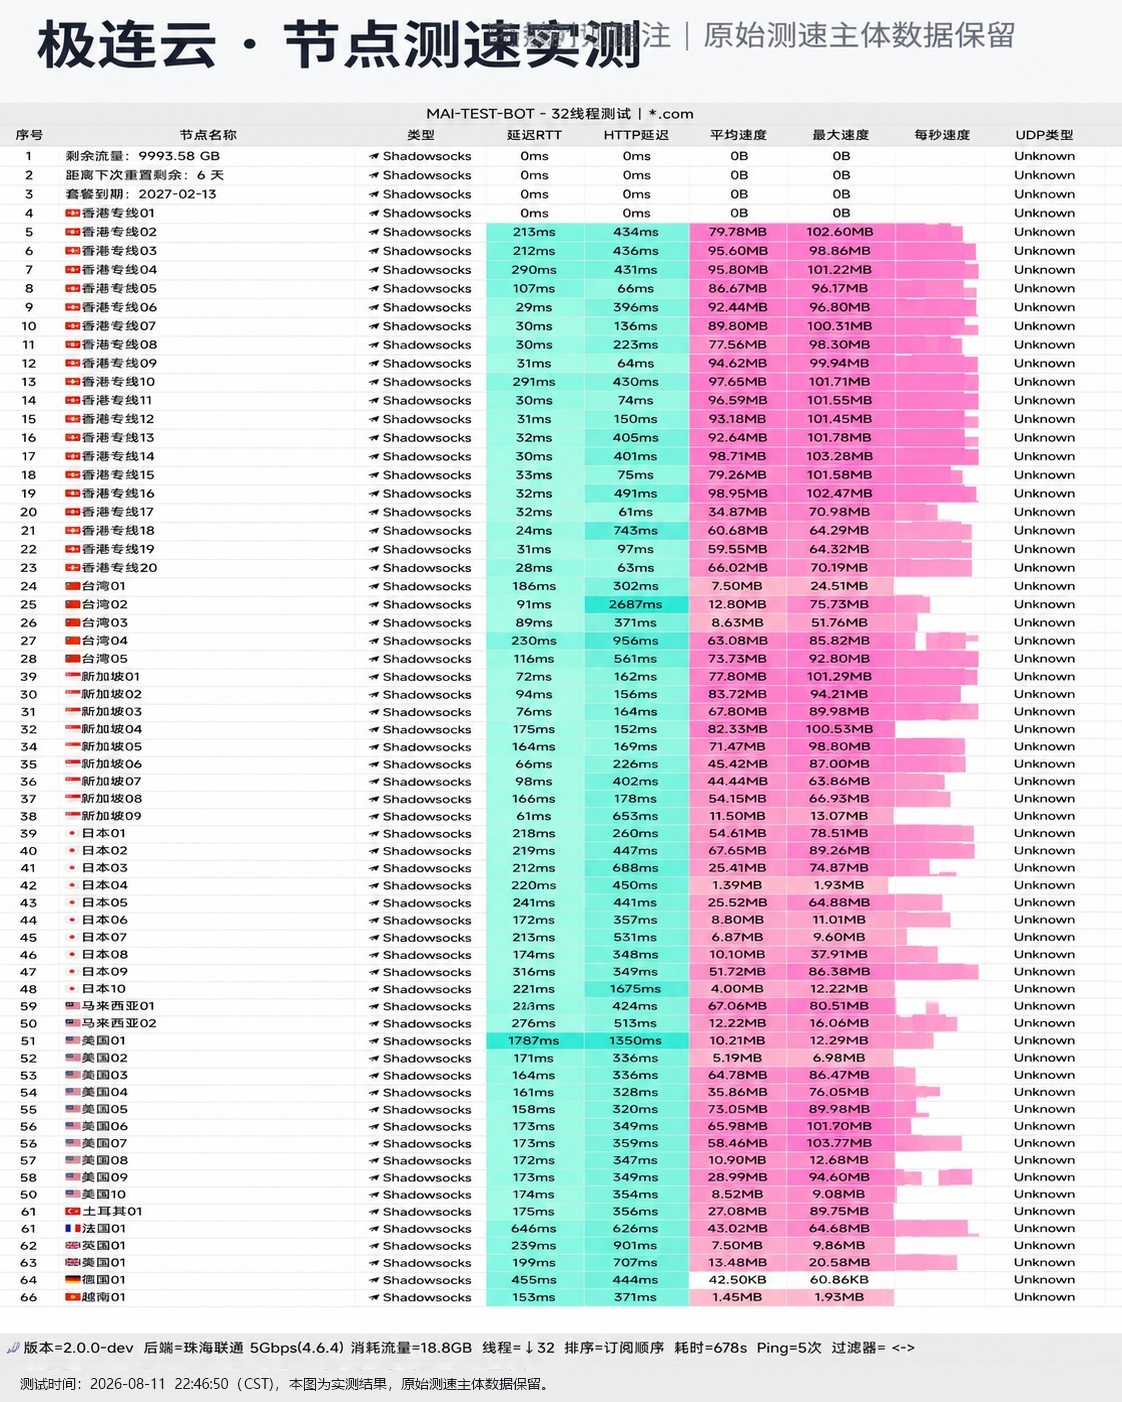 极连云 · 节点测速实测
注｜原始测速主体数据保留
MAI-TEST-BOT - 32线程测试 | *.com
序号 节点名称 类型 延迟RTT HTTP延迟 平均速度 最大速度 每秒速度 UDP类型
1 剩余流量：9993.58 GB Shadowsocks 0ms 0ms 0B 0B Unknown
2 距离下次重置剩余：6 天 Shadowsocks 0ms 0ms 0B 0B Unknown
3 套餐到期：2027-02-13 Shadowsocks 0ms 0ms 0B 0B Unknown
4 香港专线01 Shadowsocks 0ms 0ms 0B 0B Unknown
5 香港专线02 Shadowsocks 213ms 434ms 79.78MB 102.60MB Unknown
6 香港专线03 Shadowsocks 212ms 436ms 95.60MB 98.86MB Unknown
7 香港专线04 Shadowsocks 290ms 431ms 95.80MB 101.22MB Unknown
8 香港专线05 Shadowsocks 107ms 66ms 86.67MB 96.17MB Unknown
9 香港专线06 Shadowsocks 29ms 396ms 92.44MB 96.80MB Unknown
10 香港专线07 Shadowsocks 30ms 136ms 89.80MB 100.31MB Unknown
11 香港专线08 Shadowsocks 30ms 223ms 77.56MB 98.30MB Unknown
12 香港专线09 Shadowsocks 31ms 64ms 94.62MB 99.94MB Unknown
13 香港专线10 Shadowsocks 291ms 430ms 97.65MB 101.71MB Unknown
14 香港专线11 Shadowsocks 30ms 74ms 96.59MB 101.55MB Unknown
15 香港专线12 Shadowsocks 31ms 150ms 93.18MB 101.45MB Unknown
16 香港专线13 Shadowsocks 32ms 405ms 92.64MB 101.78MB Unknown
17 香港专线14 Shadowsocks 30ms 401ms 98.71MB 103.28MB Unknown
18 香港专线15 Shadowsocks 33ms 75ms 79.26MB 101.58MB Unknown
19 香港专线16 Shadowsocks 32ms 491ms 98.95MB 102.47MB Unknown
20 香港专线17 Shadowsocks 32ms 61ms 34.87MB 70.98MB Unknown
21 香港专线18 Shadowsocks 24ms 743ms 60.68MB 64.29MB Unknown
22 香港专线19 Shadowsocks 31ms 97ms 59.55MB 64.32MB Unknown
23 香港专线20 Shadowsocks 28ms 63ms 66.02MB 70.19MB Unknown
24 台湾01 Shadowsocks 186ms 302ms 7.50MB 24.51MB Unknown
25 台湾02 Shadowsocks 91ms 2687ms 12.80MB 75.73MB Unknown
26 台湾03 Shadowsocks 89ms 371ms 8.63MB 51.76MB Unknown
27 台湾04 Shadowsocks 230ms 956ms 63.08MB 85.82MB Unknown
28 台湾05 Shadowsocks 116ms 561ms 73.73MB 92.80MB Unknown
39 新加坡01 Shadowsocks 72ms 162ms 77.80MB 101.29MB Unknown
30 新加坡02 Shadowsocks 94ms 156ms 83.72MB 94.21MB Unknown
31 新加坡03 Shadowsocks 76ms 164ms 67.80MB 89.98MB Unknown
32 新加坡04 Shadowsocks 175ms 152ms 82.33MB 100.53MB Unknown
34 新加坡05 Shadowsocks 164ms 169ms 71.47MB 98.80MB Unknown
35 新加坡06 Shadowsocks 66ms 226ms 45.42MB 87.00MB Unknown
36 新加坡07 Shadowsocks 98ms 402ms 44.44MB 63.86MB Unknown
37 新加坡08 Shadowsocks 166ms 178ms 54.15MB 66.93MB Unknown
38 新加坡09 Shadowsocks 61ms 653ms 11.50MB 13.07MB Unknown
39 日本01 Shadowsocks 218ms 260ms 54.61MB 78.51MB Unknown
40 日本02 Shadowsocks 219ms 447ms 67.65MB 89.26MB Unknown
41 日本03 Shadowsocks 212ms 688ms 25.41MB 74.87MB Unknown
42 日本04 Shadowsocks 220ms 450ms 1.39MB 1.93MB Unknown
43 日本05 Shadowsocks 241ms 441ms 25.52MB 64.88MB Unknown
44 日本06 Shadowsocks 172ms 357ms 8.80MB 11.01MB Unknown
45 日本07 Shadowsocks 213ms 531ms 6.87MB 9.60MB Unknown
46 日本08 Shadowsocks 174ms 348ms 10.10MB 37.91MB Unknown
47 日本09 Shadowsocks 316ms 349ms 51.72MB 86.38MB Unknown
48 日本10 Shadowsocks 221ms 1675ms 4.00MB 12.22MB Unknown
59 马来西亚01 Shadowsocks 424ms 67.06MB 80.51MB Unknown
50 马来西亚02 Shadowsocks 276ms 513ms 12.22MB 16.06MB Unknown
51 美国01 Shadowsocks 1787ms 1350ms 10.21MB 12.29MB Unknown
52 美国02 Shadowsocks 171ms 336ms 5.19MB 6.98MB Unknown
53 美国03 Shadowsocks 164ms 336ms 64.78MB 86.47MB Unknown
54 美国04 Shadowsocks 161ms 328ms 35.86MB 76.05MB Unknown
55 美国05 Shadowsocks 158ms 320ms 73.05MB 89.98MB Unknown
56 美国06 Shadowsocks 173ms 349ms 65.98MB 101.70MB Unknown
56 美国07 Shadowsocks 173ms 359ms 58.46MB 103.77MB Unknown
57 美国08 Shadowsocks 172ms 347ms 10.90MB 12.68MB Unknown
58 美国09 Shadowsocks 173ms 349ms 28.99MB 94.60MB Unknown
50 美国10 Shadowsocks 174ms 354ms 8.52MB 9.08MB Unknown
61 土耳其01 Shadowsocks 175ms 356ms 27.08MB 89.75MB Unknown
61 法国01 Shadowsocks 646ms 626ms 43.02MB 64.68MB Unknown
62 英国01 Shadowsocks 239ms 901ms 7.50MB 9.86MB Unknown
63 01 Shadowsocks 199ms 707ms 13.48MB 20.58MB Unknown
64 德国01 Shadowsocks 455ms 444ms 42.50KB 60.86KB Unknown
66 越南01 Shadowsocks 153ms 371ms 1.45MB 1.93MB Unknown
版本=2.0.0-dev 后端=珠海联通 5Gbps(4.6.4) 消耗流量=18.8GB 线程=↓32 排序=订阅顺序 耗时=678s Ping=5次 过滤器= <->
测试时间：2026-08-11 22:46:50（CST），本图为实测结果，原始测速主体数据保留。